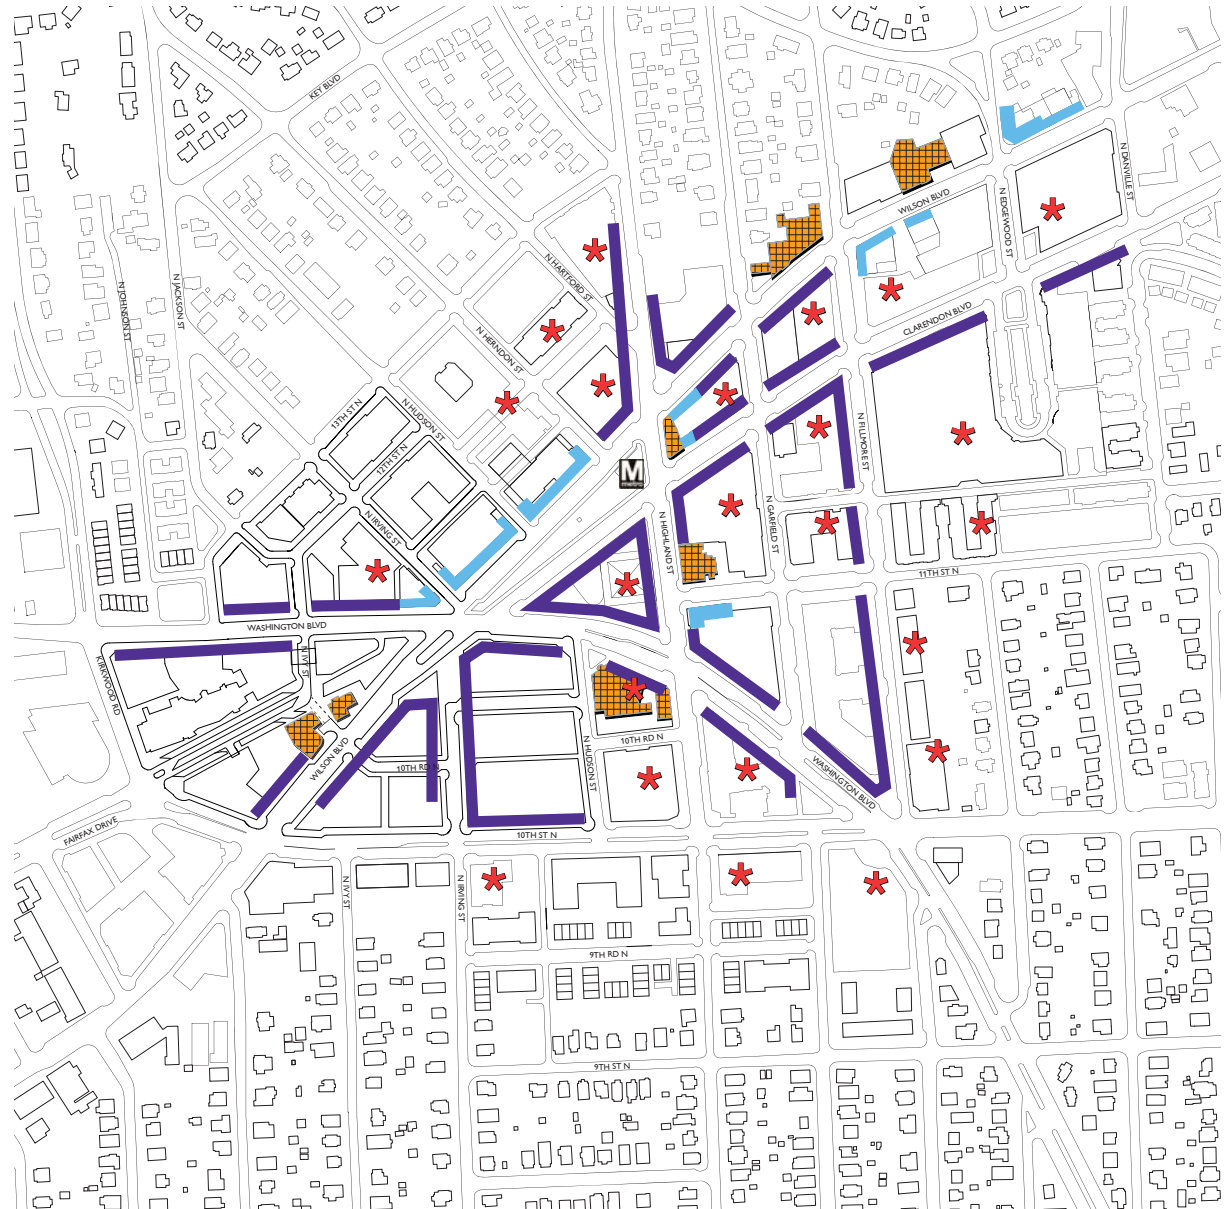 KEY BLVD
N DANVILLE ST
WILSON BLVD
N EDGEWOOD ST
N HARTFORD ST
N JACKSON ST
N JOHNSON ST
CLARENDON BLVD
N HERNDON ST
13TH ST N
N HUDSON ST
12TH ST N
N FILLMORE ST
M
N IRVING ST
N HIGHLAND ST
N GARFIELD ST
11TH ST N
WASHINGTON BLVD
N IVY ST
KIRKWOOD RD
WILSON BLVD
10TH RD N
N HUDSON ST
10TH RD N
WASHINGTON BLVD
FAIRFAX DRIVE
10TH ST N
N IVY ST
N IRVING ST
9TH RD N
9TH ST N